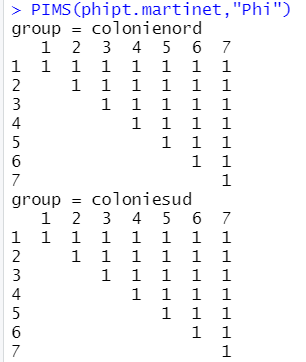 > PIMS(phipt.martinet,"Phi")
group = colonienord
   1  2  3  4  5  6  7
1  1  1  1  1  1  1  1
2     1  1  1  1  1  1
3        1  1  1  1  1
4           1  1  1  1
5              1  1  1
6                 1  1
7                    1
group = coloniesud
   1  2  3  4  5  6  7
1  1  1  1  1  1  1  1
2     1  1  1  1  1  1
3        1  1  1  1  1
4           1  1  1  1
5              1  1  1
6                 1  1
7                    1